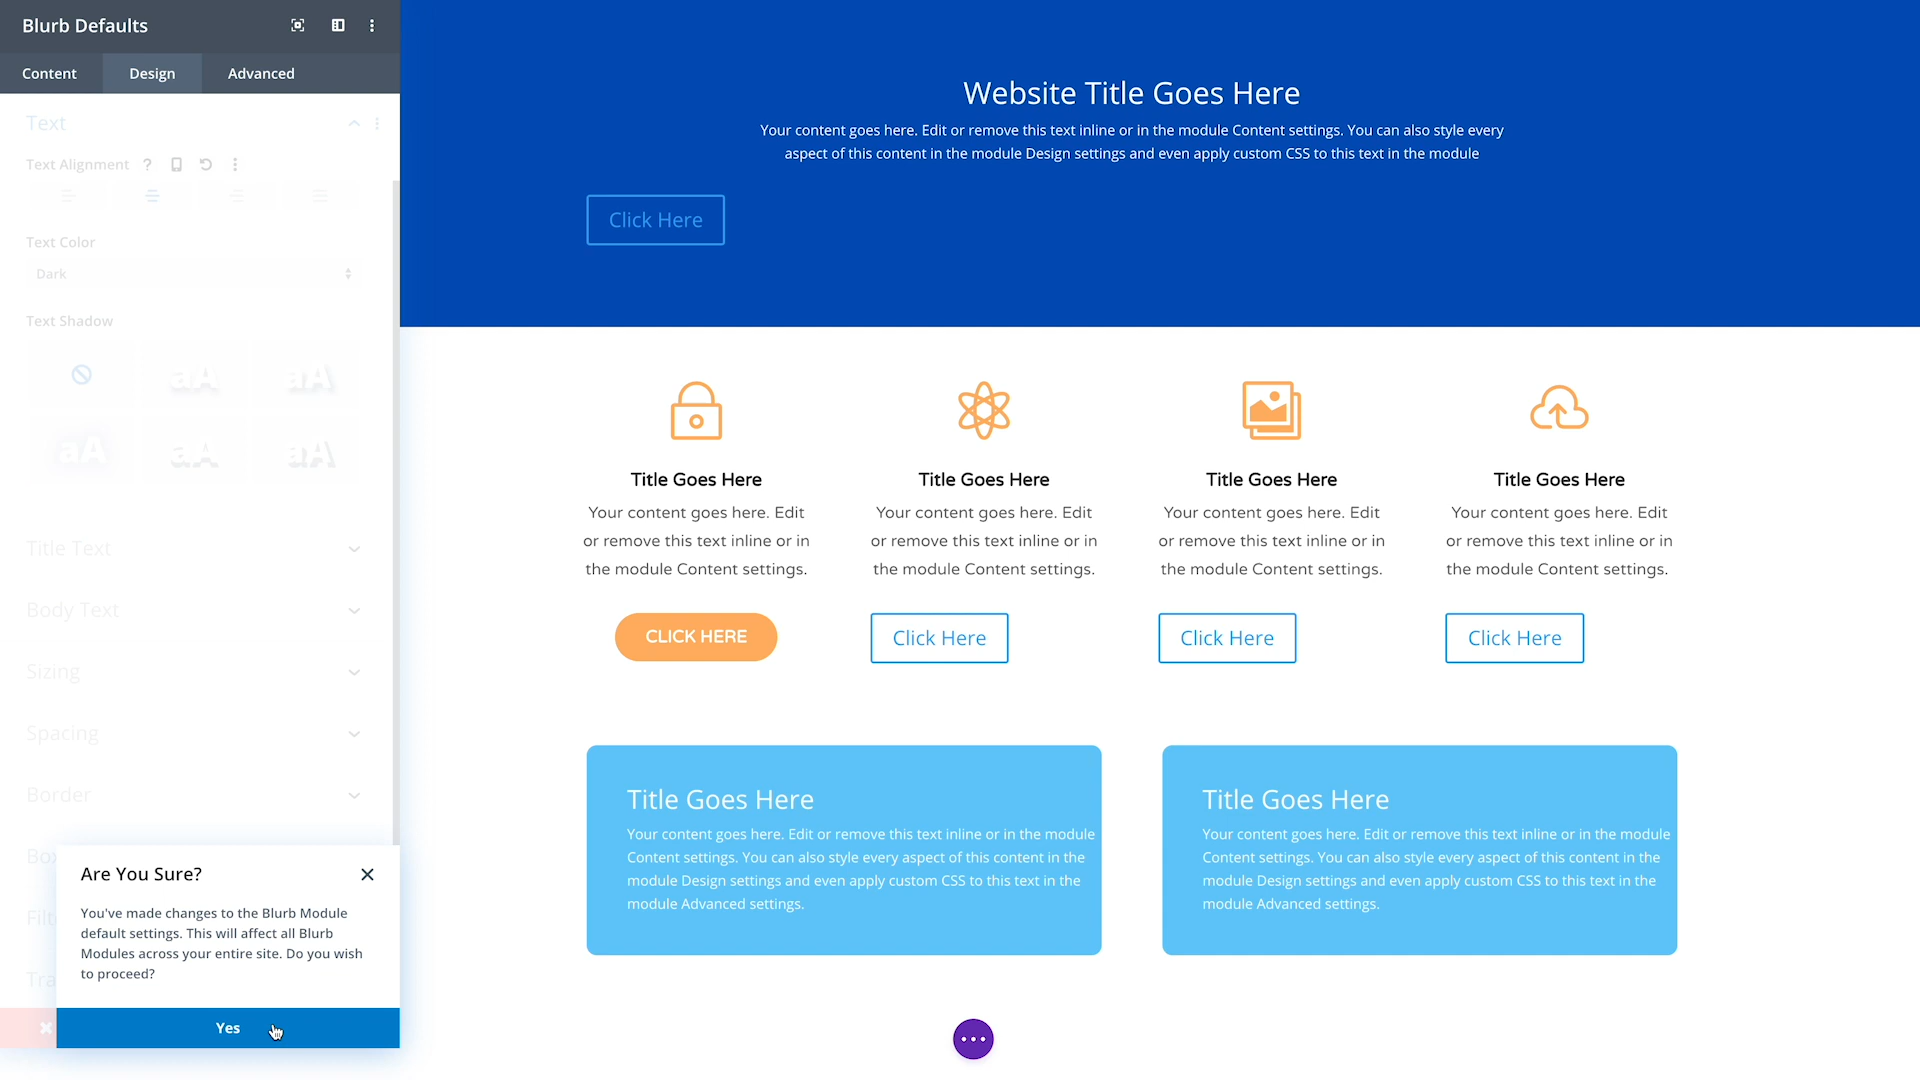 Blurb Defaults
Content Design Advanced
Text
Text Alignment ?
Text Color
Dark
Text Shadow
aA aA
aA aA aA
Title Text
Body Text
Sizing
Spacing
Border
Box
Filt
Tra
Are You Sure?
You've made changes to the Blurb Module
default settings. This will affect all Blurb
Modules across your entire site. Do you wish
to proceed?
Yes
Website Title Goes Here
Your content goes here. Edit or remove this text inline or in the module Content settings. You can also style every
aspect of this content in the module Design settings and even apply custom CSS to this text in the module
Click Here
Title Goes Here
Your content goes here. Edit
or remove this text inline or in
the module Content settings.
CLICK HERE
Title Goes Here
Your content goes here. Edit
or remove this text inline or in
the module Content settings.
Click Here
Title Goes Here
Your content goes here. Edit
or remove this text inline or in
the module Content settings.
Click Here
Title Goes Here
Your content goes here. Edit
or remove this text inline or in
the module Content settings.
Click Here
Title Goes Here
Your content goes here. Edit or remove this text inline or in the module
Content settings. You can also style every aspect of this content in the
module Design settings and even apply custom CSS to this text in the
module Advanced settings.
Title Goes Here
Your content goes here. Edit or remove this text inline or in the module
Content settings. You can also style every aspect of this content in the
module Design settings and even apply custom CSS to this text in the
module Advanced settings.